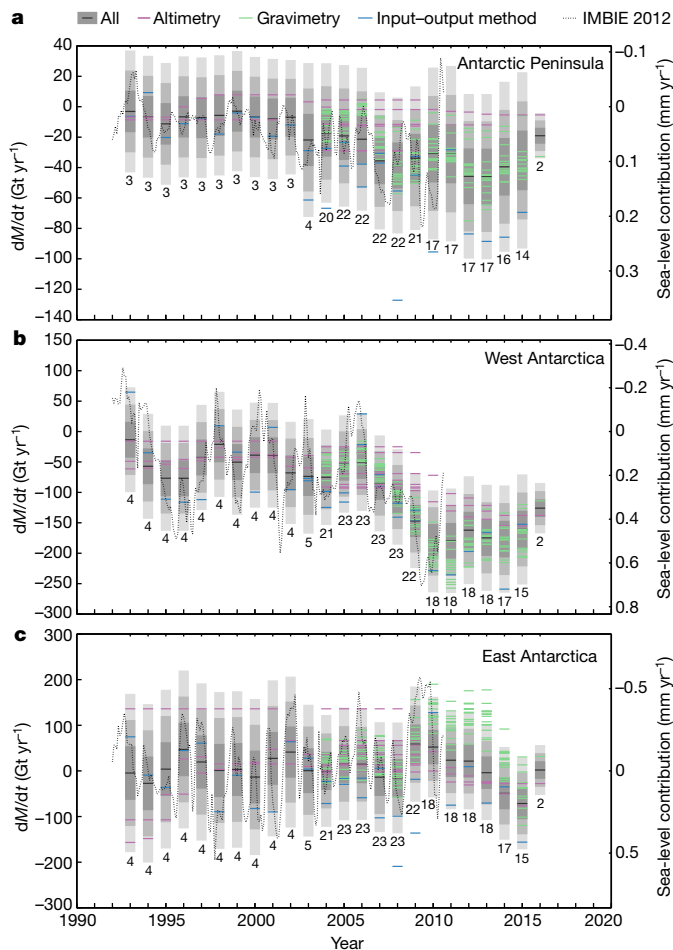 a
All
Altimetry
Gravimetry
Input–output method
IMBIE 2012
Antarctic Peninsula
dM/dt (Gt yr−1)
40
20
0
−20
−40
−60
−80
−100
−120
−140
3 3 3 3 3 3 3 3 3 3 4 20 22 22 22 22 21 17 17 17 17 16 14 2
−0.1
0
0.1
0.2
0.3
Sea-level contribution (mm yr−1)
b
West Antarctica
dM/dt (Gt yr−1)
150
100
50
0
−50
−100
−150
−200
−250
−300
4 4 4 4 4 4 4 4 4 4 5 21 23 23 23 23 22 18 18 18 18 17 15 2
−0.4
−0.2
0
0.2
0.4
0.6
0.8
Sea-level contribution (mm yr−1)
c
East Antarctica
dM/dt (Gt yr−1)
300
200
100
0
−100
−200
−300
4 4 4 4 4 4 4 4 4 4 5 21 23 23 23 23 22 18 18 18 18 17 15 2
−0.5
0
0.5
Sea-level contribution (mm yr−1)
1990 1995 2000 2005 2010 2015 2020
Year